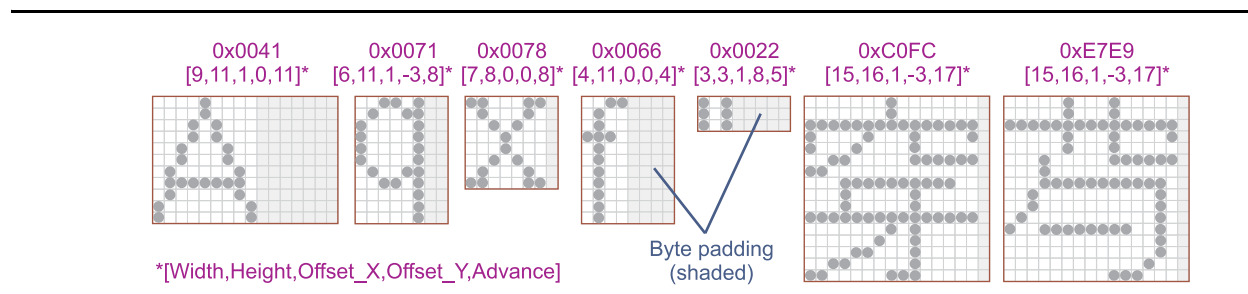 0x0041 0x0071 0x0078 0x0066 0x0022 0xC0FC 0xE7E9
[9,11,1,0,11]* [6,11,1,-3,8]* [7,8,0,0,8]* [4,11,0,0,4]* [3,3,1,8,5]* [15,16,1,-3,17]* [15,16,1,-3,17]*
Byte padding
(shaded)
*[Width,Height,Offset_X,Offset_Y,Advance]